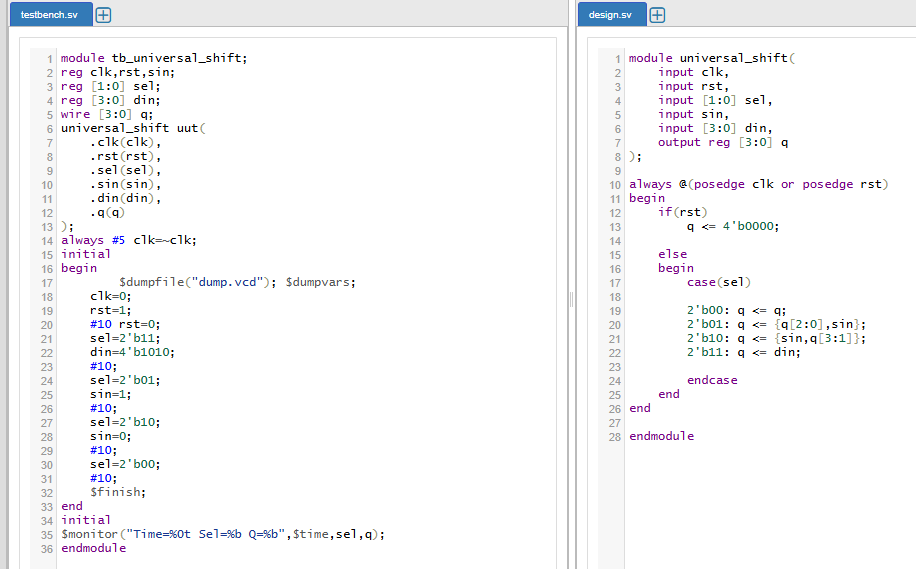 testbench.sv
1 module tb_universal_shift;
2 reg clk,rst,sin;
3 reg [1:0] sel;
4 reg [3:0] din;
5 wire [3:0] q;
6 universal_shift uut(
7 .clk(clk),
8 .rst(rst),
9 .sel(sel),
10 .sin(sin),
11 .din(din),
12 .q(q)
13 );
14 always #5 clk=~clk;
15 initial
16 begin
17 $dumpfile("dump.vcd"); $dumpvars;
18 clk=0;
19 rst=1;
20 #10 rst=0;
21 sel=2'b11;
22 din=4'b1010;
23 #10;
24 sel=2'b01;
25 sin=1;
26 #10;
27 sel=2'b10;
28 sin=0;
29 #10;
30 sel=2'b00;
31 #10;
32 $finish;
33 end
34 initial
35 $monitor("Time=%0t Sel=%b Q=%b",$time,sel,q);
36 endmodule
design.sv
1 module universal_shift(
2 input clk,
3 input rst,
4 input [1:0] sel,
5 input sin,
6 input [3:0] din,
7 output reg [3:0] q
8 );
9
10 always @(posedge clk or posedge rst)
11 begin
12 if(rst)
13 q <= 4'b0000;
14
15 else
16 begin
17 case(sel)
18
19 2'b00: q <= q;
20 2'b01: q <= {q[2:0],sin};
21 2'b10: q <= {sin,q[3:1]};
22 2'b11: q <= din;
23
24 endcase
25 end
26 end
27
28 endmodule